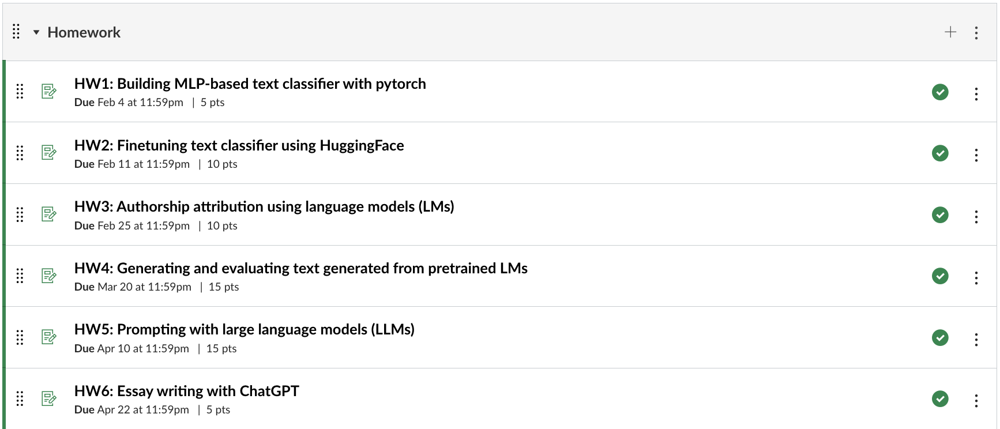 Homework
HW1: Building MLP-based text classifier with pytorch
Due Feb 4 at 11:59pm | 5 pts
HW2: Finetuning text classifier using HuggingFace
Due Feb 11 at 11:59pm | 10 pts
HW3: Authorship attribution using language models (LMs)
Due Feb 25 at 11:59pm | 10 pts
HW4: Generating and evaluating text generated from pretrained LMs
Due Mar 20 at 11:59pm | 15 pts
HW5: Prompting with large language models (LLMs)
Due Apr 10 at 11:59pm | 15 pts
HW6: Essay writing with ChatGPT
Due Apr 22 at 11:59pm | 5 pts